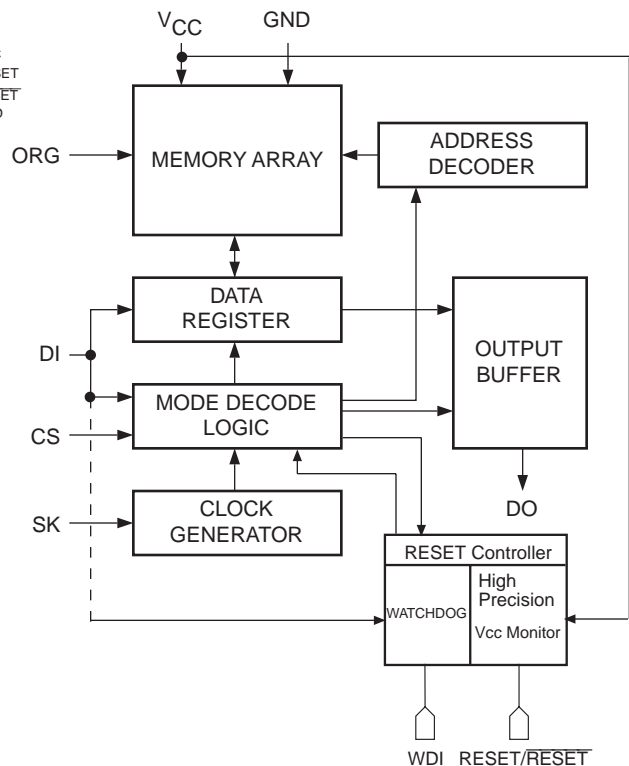 VCC
GND
ORG
MEMORY ARRAY
ADDRESS
DECODER
DATA
REGISTER
DI
OUTPUT
BUFFER
MODE DECODE
LOGIC
CS
SK
CLOCK
GENERATOR
DO
RESET Controller
WATCHDOG
High
Precision
Vcc Monitor
WDI
RESET/RESET